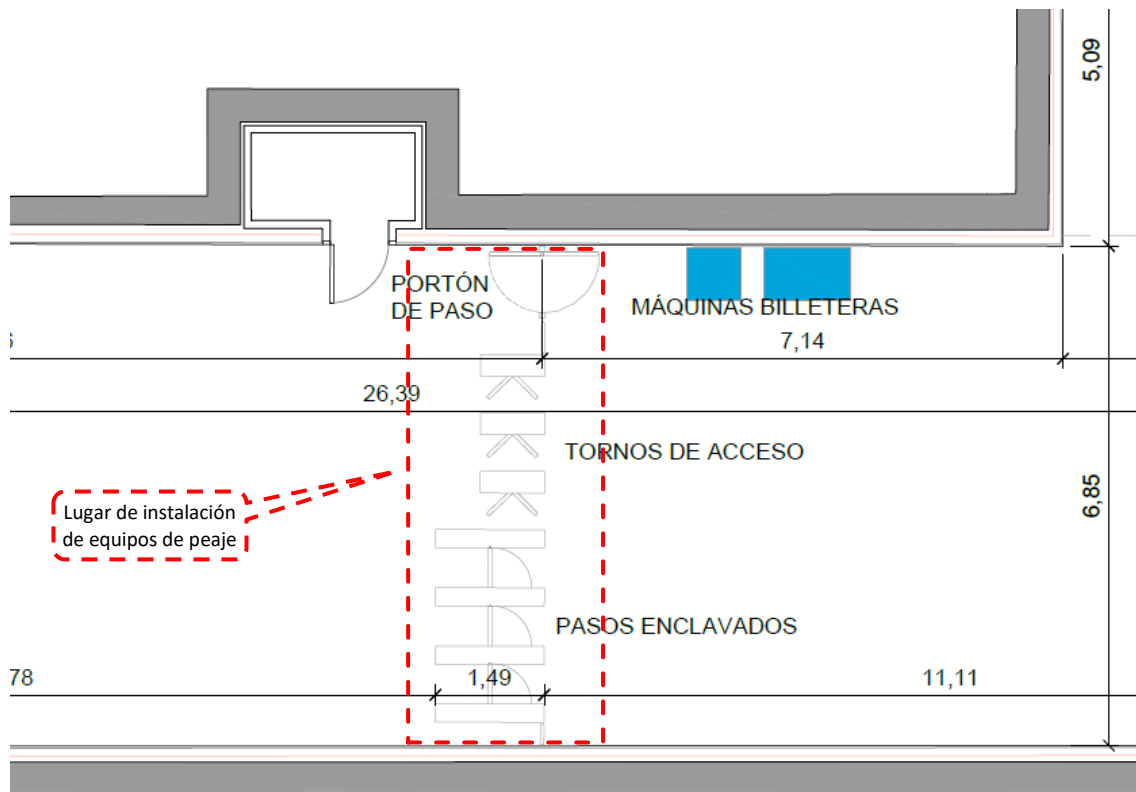 5,09
PORTÓN
DE PASO
MÁQUINAS BILLETERAS
7,14
26,39
TORNOS DE ACCESO
Lugar de instalación
de equipos de peaje
6,85
PASOS ENCLAVADOS
78
1,49
11,11